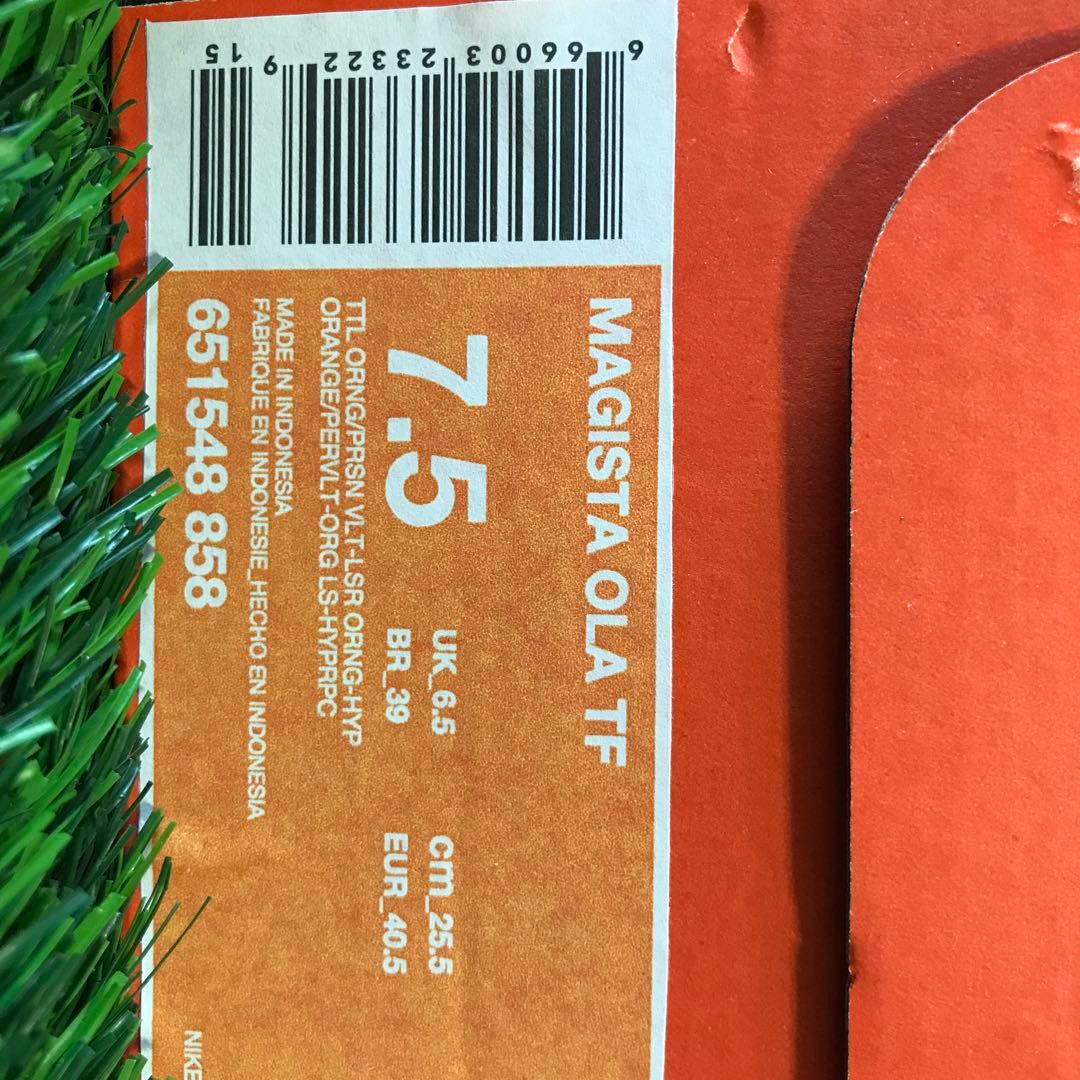 MAGISTA OLA TF
7.5
UK_6.5 Cm_25.5
BR_39 EUR_40.5
TTL ORNG/PRSN VLT-LSR ORNG-HYP
ORANGE/PERVLT-ORG LS-HYPRPC
MADE IN INDONESIA
FABRIQUE EN INDONESIE_HECHO EN INDONESIA
651548 858
NIKE
6 66003 23322 9 15